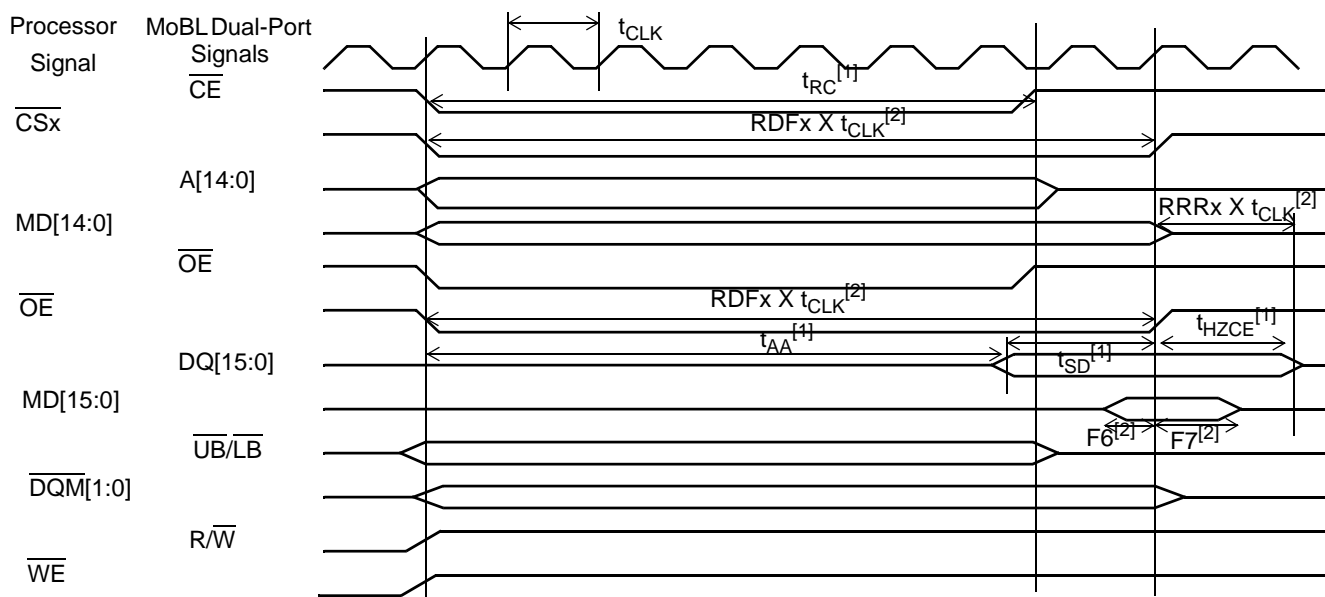 Processor
Signal
MoBL Dual-Port
Signals
tCLK
CE
tRC[1]
CSx
RDFx X tCLK[2]
A[14:0]
MD[14:0]
RRRx X tCLK[2]
OE
OE
RDFx X tCLK[2]
tAA[1]
tHZCE[1]
DQ[15:0]
tSD[1]
MD[15:0]
F6[2]
F7[2]
UB/LB
DQM[1:0]
R/W
WE